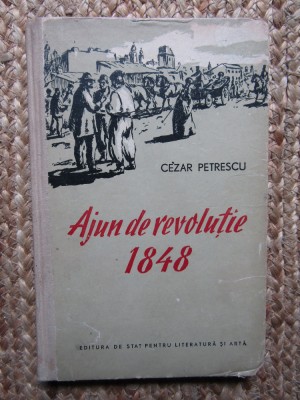 CEZAR PETRESCU
Ajun de revoluție
1848
EDITURA DE STAT PENTRU LITERATURĂ ȘI ARTĂ